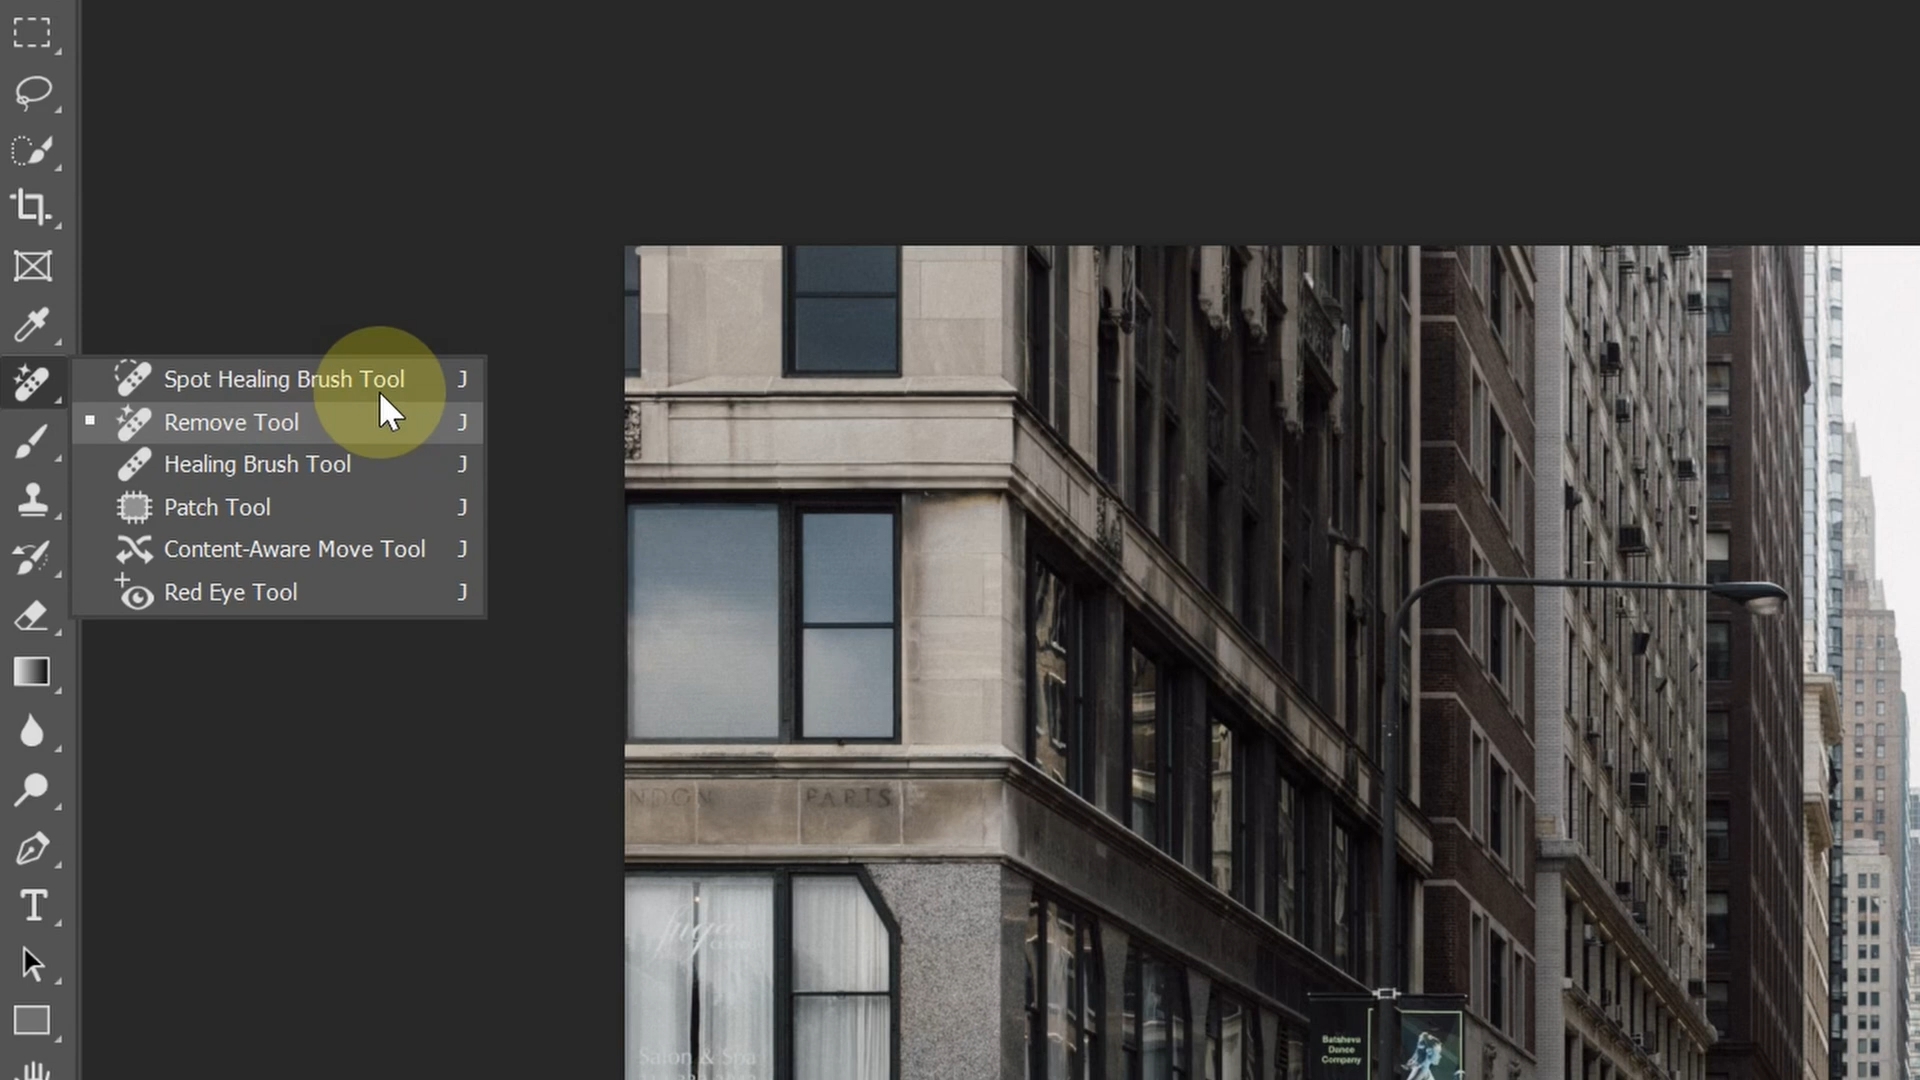 Spot Healing Brush Tool J
Remove Tool J
Healing Brush Tool J
Patch Tool J
Content-Aware Move Tool J
Red Eye Tool J
NDON PARIS
Salon & Spa
Batsheva
Dance
Company